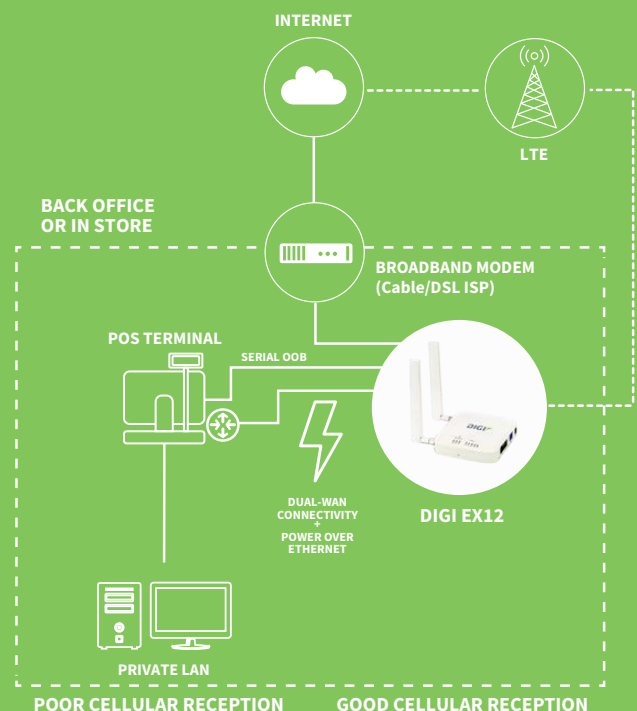 INTERNET
LTE
BACK OFFICE
OR IN STORE
BROADBAND MODEM
(Cable/DSL ISP)
POS TERMINAL
SERIAL OOB
DIGI
DUAL-WAN
CONNECTIVITY
+
POWER OVER
ETHERNET
DIGI EX12
PRIVATE LAN
POOR CELLULAR RECEPTION
GOOD CELLULAR RECEPTION